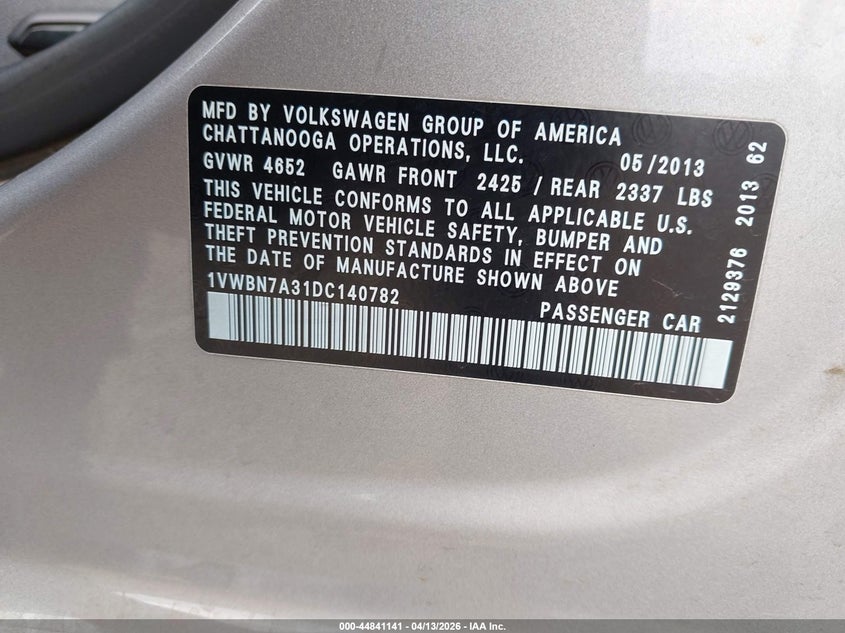 MFD BY VOLKSWAGEN GROUP OF AMERICA
CHATTANOOGA OPERATIONS, LLC. 05/2013
GVWR 4652 GAWR FRONT 2425 / REAR 2337 LBS
THIS VEHICLE CONFORMS TO ALL APPLICABLE U.S.
FEDERAL MOTOR VEHICLE SAFETY, BUMPER AND
THEFT PREVENTION STANDARDS IN EFFECT ON
THE DATE OF MANUFACTURE SHOWN ABOVE
1VWBN7A31DC140782 PASSENGER CAR
2129376 2013 62
000-44841141 | 04/13/2026 - IAA Inc.